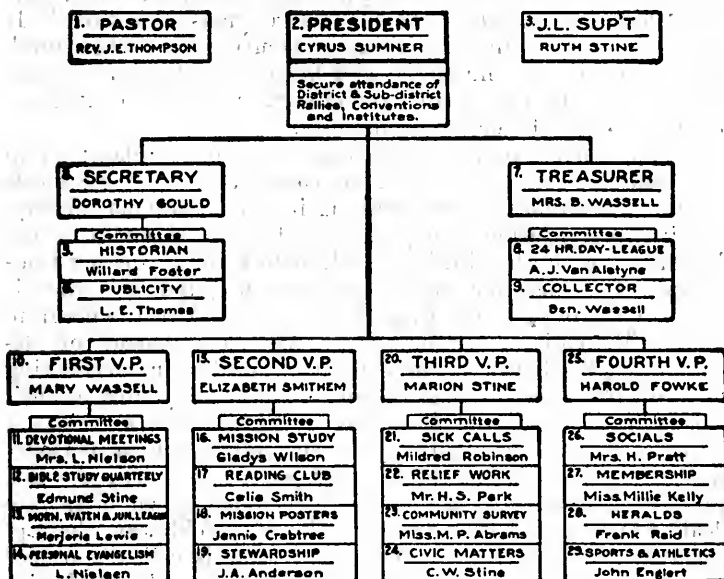 1. PASTOR
REV. J. E. THOMPSON
2. PRESIDENT
CYRUS SUMNER
Secure attendance of
District & Sub-district
Rallies, Conventions
and Institutes.
3. J.L. SUP'T
RUTH STINE
SECRETARY
DOROTHY GOULD
Committee
5. HISTORIAN
Willard Foster
6. PUBLICITY
L. E. Thomas
7. TREASURER
MRS. B. WASSELL
Committee
8. 24 HR. DAY-LEAGUE
A. J. Van Alstyne
9. COLLECTOR
Ben. Wassell
10. FIRST V.P.
MARY WASSELL
Committee
11. DEVOTIONAL MEETINGS
Mrs. L. Nielson
12. BIBLE STUDY QUARTERLY
Edmund Stine
13. MORN. WATCH & JUN. LEAGUE
Marjorie Lewis
14. PERSONAL EVANGELISM
L. Nielsen
15. SECOND V.P.
ELIZABETH SMITHEM
Committee
16. MISSION STUDY
Gladys Wilson
17 READING CLUB
Celia Smith
18. MISSION POSTERS
Jennie Crabtree
19. STEWARDSHIP
J. A. Anderson
20. THIRD V.P.
MARION STINE
Committee
21. SICK CALLS
Mildred Robinson
22. RELIEF WORK
Mr. H. S. Park
23. COMMUNITY SURVEY
Miss. M. P. Abrams
24. CIVIC MATTERS
C. W. Stine
25. FOURTH V.P.
HAROLD FOWKE
Committee
26. SOCIALS
Mrs. H. Pratt
27. MEMBERSHIP
Miss Millie Kelly
28. HERALDS
Frank Reid
29. SPORTS & ATHLETICS
John Englert